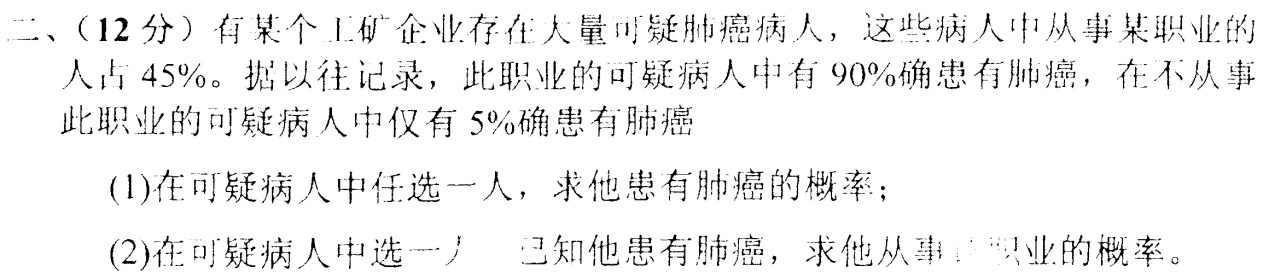 二、（12 分）有某个工矿企业存在大量可疑肺癌病人，这些病人中从事某职业的
人占 45%。据以往记录，此职业的可疑病人中有 90%确患有肺癌，在不从事
此职业的可疑病人中仅有 5%确患有肺癌
(1)在可疑病人中任选一人，求他患有肺癌的概率；
(2)在可疑病人中选一人 已知他患有肺癌，求他从事 职业的概率。